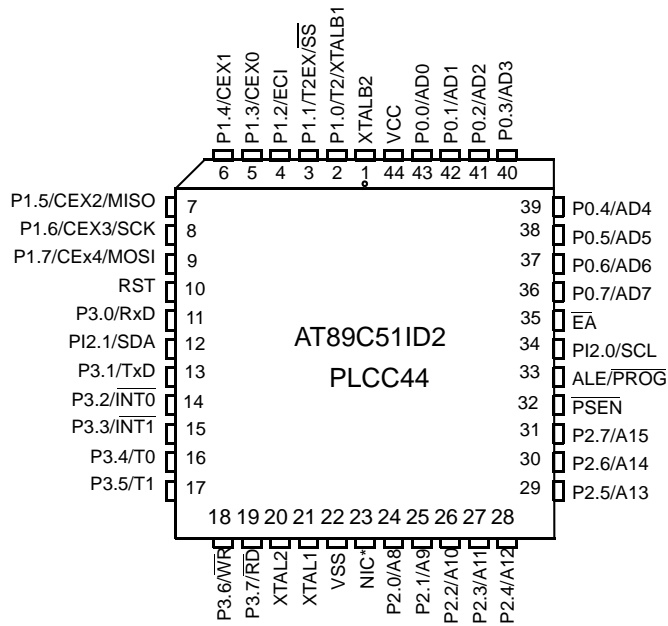 P1.4/CEX1
P1.3/CEX0
P1.2/ECI
P1.1/T2EX/S̅S̅
P1.0/T2/XTALB1
XTALB2
VCC
P0.0/AD0
P0.1/AD1
P0.2/AD2
P0.3/AD3
6 5 4 3 2 1 44 43 42 41 40
P1.5/CEX2/MISO 7
P1.6/CEX3/SCK 8
P1.7/CEx4/MOSI 9
RST 10
P3.0/RxD 11
PI2.1/SDA 12
P3.1/TxD 13
P3.2/I̅N̅T̅0̅ 14
P3.3/I̅N̅T̅1̅ 15
P3.4/T0 16
P3.5/T1 17
AT89C51ID2
PLCC44
39 P0.4/AD4
38 P0.5/AD5
37 P0.6/AD6
36 P0.7/AD7
35 E̅A̅
34 PI2.0/SCL
33 ALE/P̅R̅O̅G̅
32 P̅S̅E̅N̅
31 P2.7/A15
30 P2.6/A14
29 P2.5/A13
18 19 20 21 22 23 24 25 26 27 28
P3.6/W̅R̅
P3.7/R̅D̅
XTAL2
XTAL1
VSS
NIC*
P2.0/A8
P2.1/A9
P2.2/A10
P2.3/A11
P2.4/A12